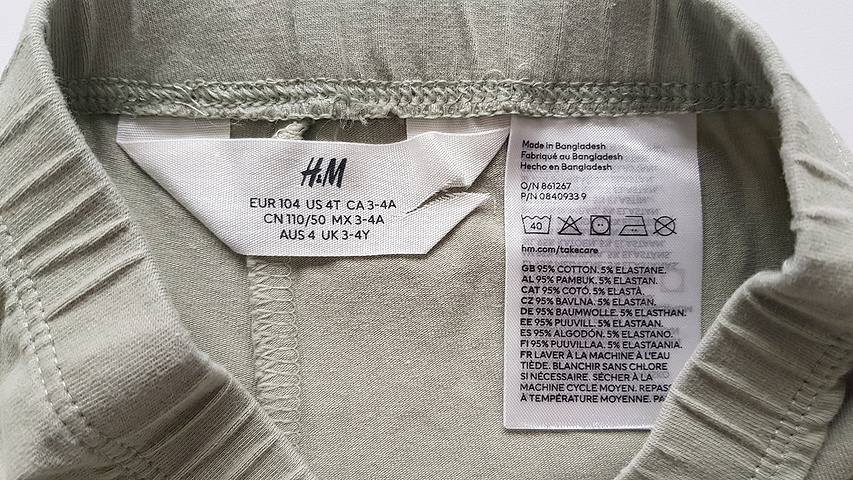 H&M
EUR 104 US 4T CA 3-4A
CN 110/50 MX 3-4A
AUS 4 UK 3-4Y
Made in Bangladesh
Fabriqué au Bangladesh
Hecho en Bangladesh
O/N 861267
P/N 0840933 9
40
hm.com/takecare
GB 95% COTTON. 5% ELASTANE.
AL 95% PAMBUK. 5% ELASTAN.
CAT 95% COTÓ. 5% ELASTÀ.
CZ 95% BAVLNA. 5% ELASTAN.
DE 95% BAUMWOLLE. 5% ELASTHAN.
EE 95% PUUVILL. 5% ELASTAAN.
ES 95% ALGODÓN. 5% ELASTANO.
FI 95% PUUVILLAA. 5% ELASTAANIA.
FR LAVER À LA MACHINE À L'EAU
TIÈDE. BLANCHIR SANS CHLORE
SI NÉCESSAIRE. SÉCHER À LA
MACHINE CYCLE MOYEN. REPAS
À TEMPÉRATURE MOYENNE. PA